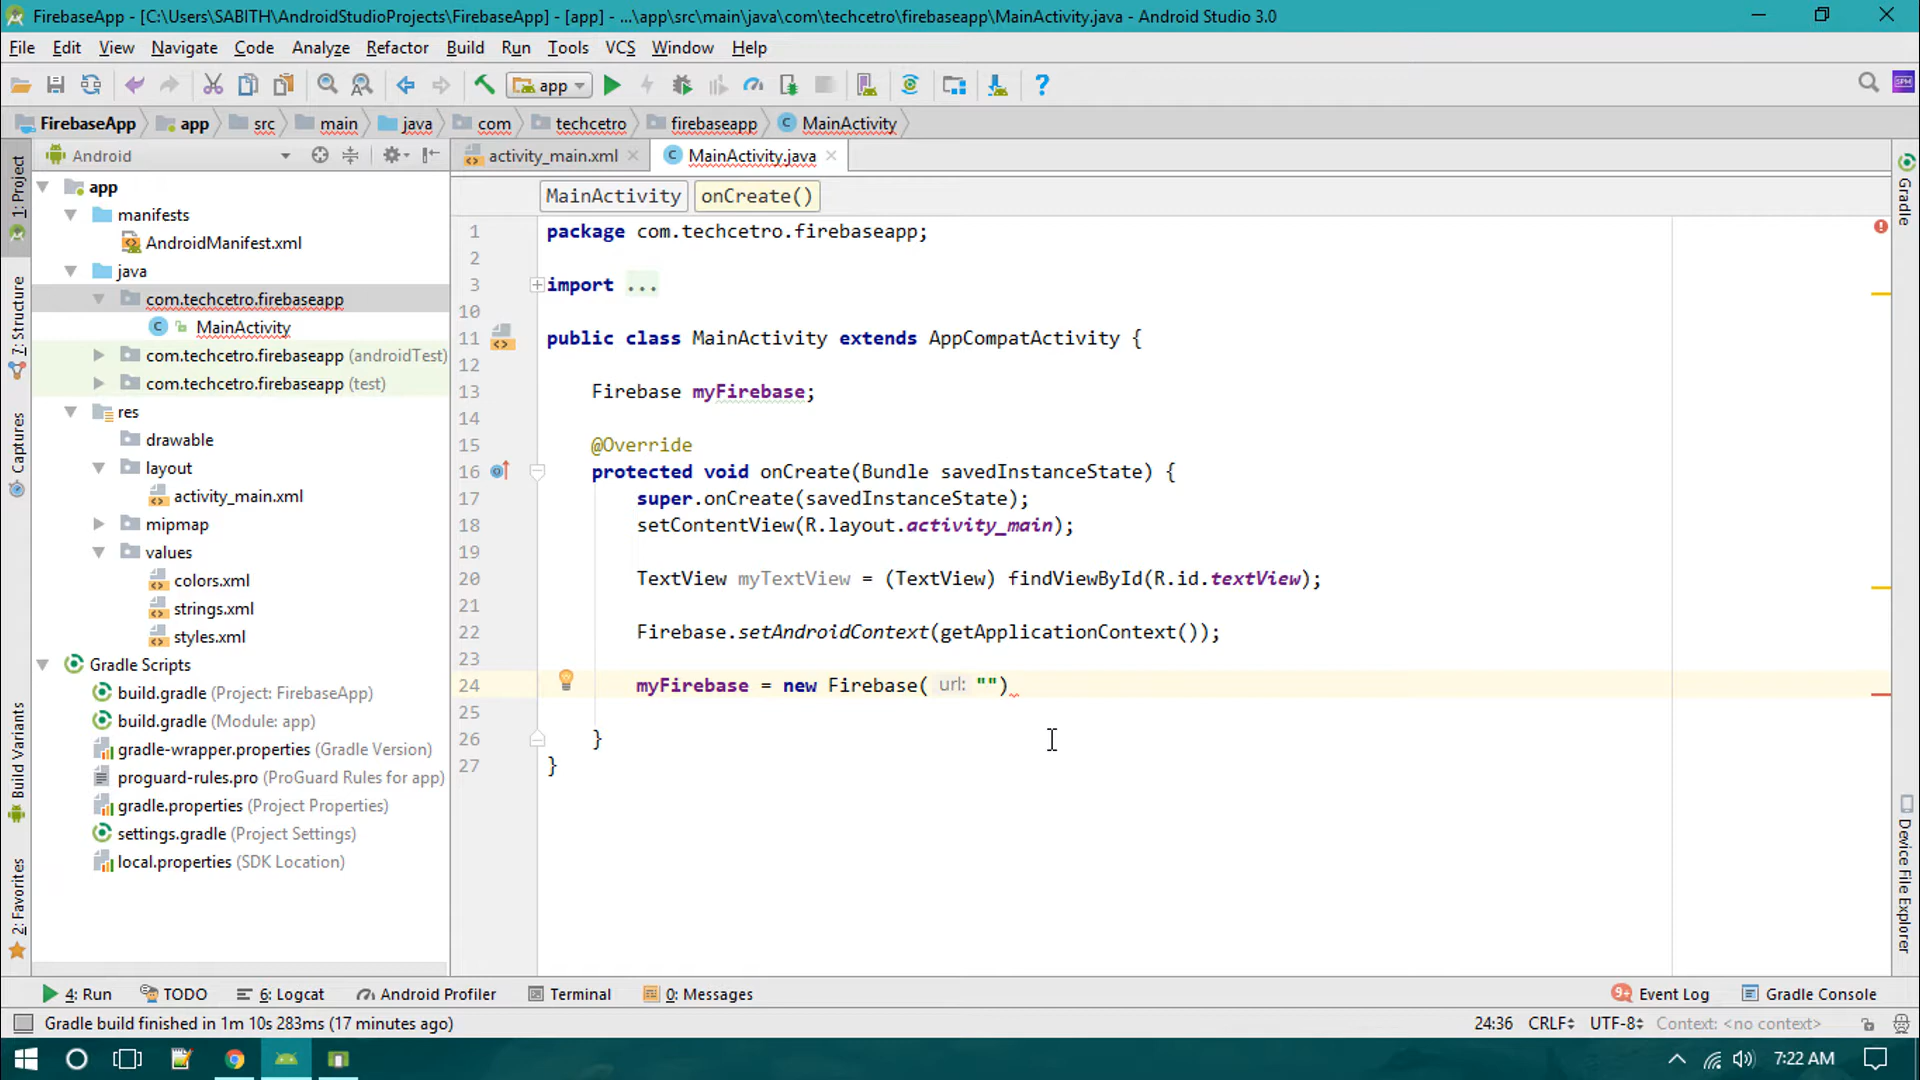 FirebaseApp - [C:\Users\SABITH\AndroidStudioProjects\FirebaseApp] - [app] - ...\app\src\main\java\com\techcetro\firebaseapp\MainActivity.java - Android Studio 3.0
File Edit View Navigate Code Analyze Refactor Build Run Tools VCS Window Help
app
FirebaseApp app src main java com techcetro firebaseapp MainActivity
Android
activity_main.xml MainActivity.java
MainActivity onCreate()
1: Project
7: Structure
Captures
Build Variants
2: Favorites
app
manifests
AndroidManifest.xml
java
com.techcetro.firebaseapp
MainActivity
com.techcetro.firebaseapp (androidTest)
com.techcetro.firebaseapp (test)
res
drawable
layout
activity_main.xml
mipmap
values
colors.xml
strings.xml
styles.xml
Gradle Scripts
build.gradle (Project: FirebaseApp)
build.gradle (Module: app)
gradle-wrapper.properties (Gradle Version)
proguard-rules.pro (ProGuard Rules for app)
gradle.properties (Project Properties)
settings.gradle (Project Settings)
local.properties (SDK Location)
1 package com.techcetro.firebaseapp;
2
3 import ...
10
11 public class MainActivity extends AppCompatActivity {
12
13 Firebase myFirebase;
14
15 @Override
16 protected void onCreate(Bundle savedInstanceState) {
17 super.onCreate(savedInstanceState);
18 setContentView(R.layout.activity_main);
19
20 TextView myTextView = (TextView) findViewById(R.id.textView);
21
22 Firebase.setAndroidContext(getApplicationContext());
23
24 myFirebase = new Firebase( url: "")
25
26 }
27 }
Gradle
Device File Explorer
4: Run TODO 6: Logcat Android Profiler Terminal 0: Messages 9+ Event Log Gradle Console
Gradle build finished in 1m 10s 283ms (17 minutes ago) 24:36 CRLF UTF-8 Context: <no context>
7:22 AM